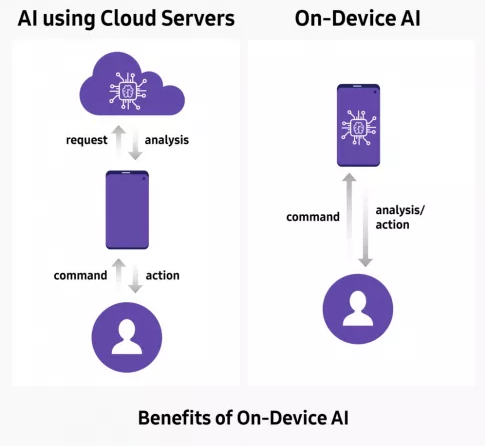 AI using Cloud Servers
On-Device AI
request
analysis
command
action
command
analysis/
action
Benefits of On-Device AI